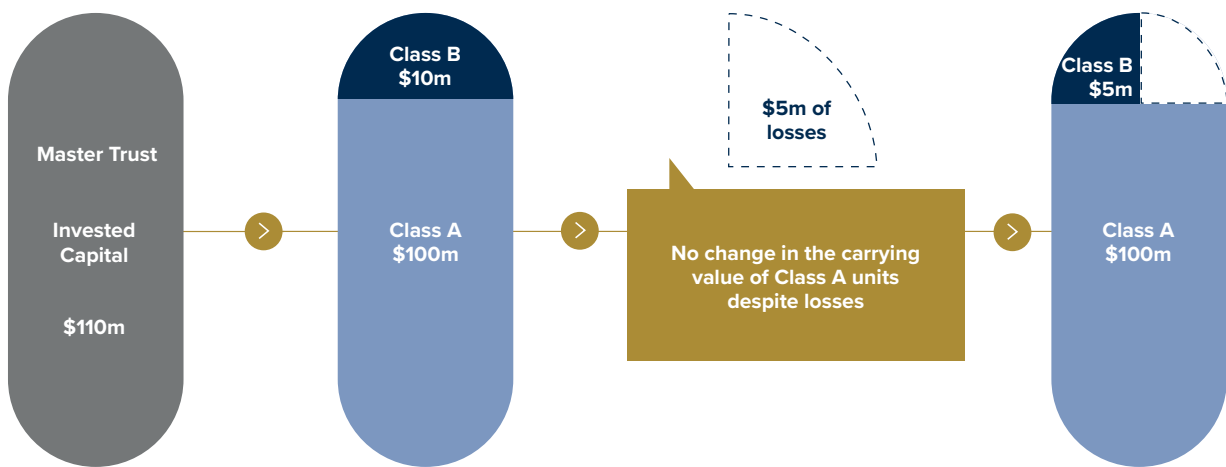 Master Trust
Invested
Capital
$110m
Class B
$10m
Class A
$100m
$5m of
losses
No change in the carrying
value of Class A units
despite losses
Class B
$5m
Class A
$100m